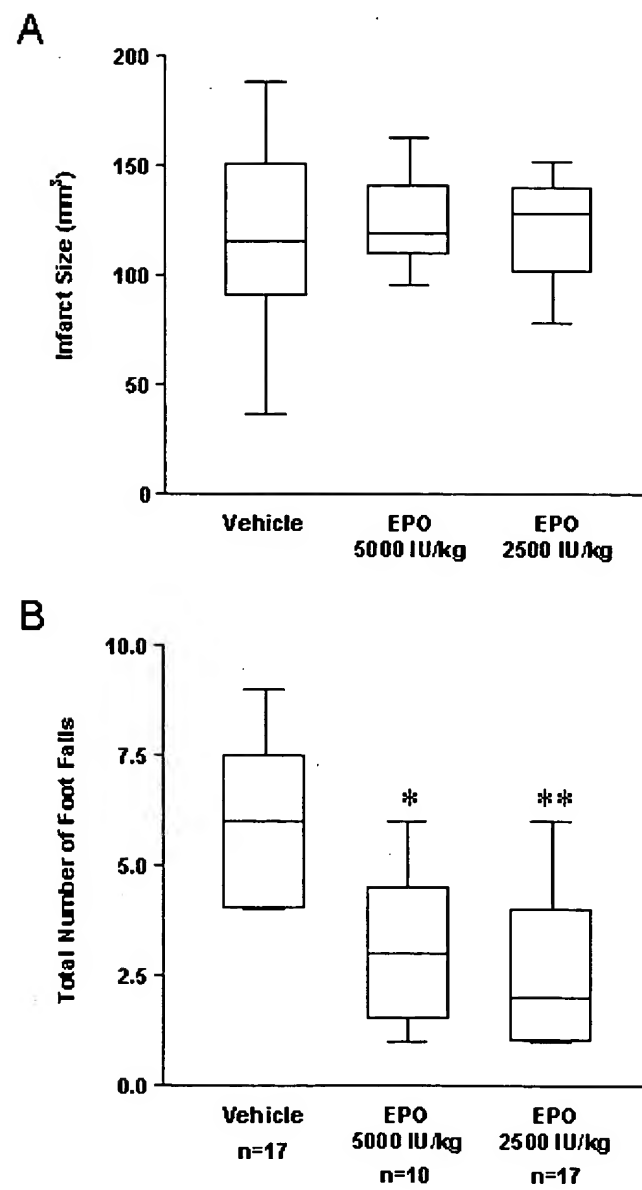 A
200
150
100
50
0
Infarct Size (mm³)
Vehicle
EPO
5000 IU/kg
EPO
2500 IU/kg
B
10.0
7.5
5.0
2.5
0.0
Total Number of Foot Falls
*
**
Vehicle
n=17
EPO
5000 IU/kg
n=10
EPO
2500 IU/kg
n=17